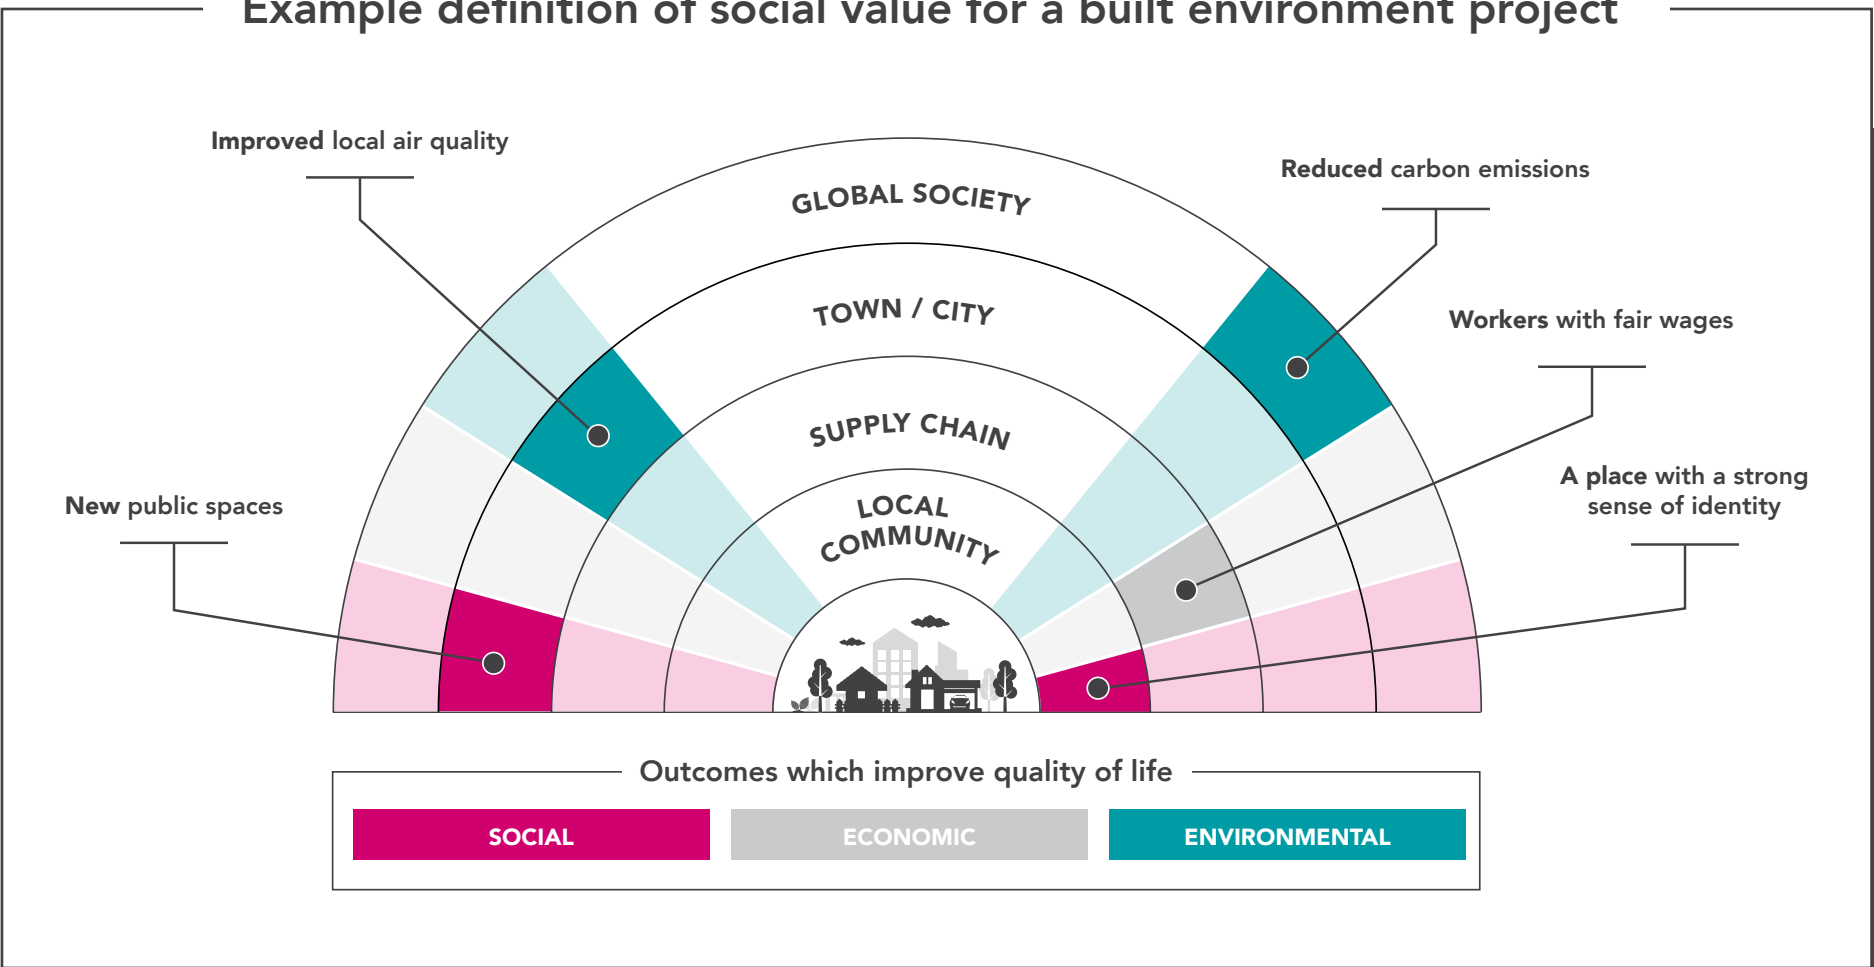 Example definition of social value for a built environment project
Improved local air quality
Reduced carbon emissions
GLOBAL SOCIETY
TOWN / CITY
Workers with fair wages
SUPPLY CHAIN
A place with a strong
sense of identity
New public spaces
LOCAL
COMMUNITY
Outcomes which improve quality of life
SOCIAL
ECONOMIC
ENVIRONMENTAL